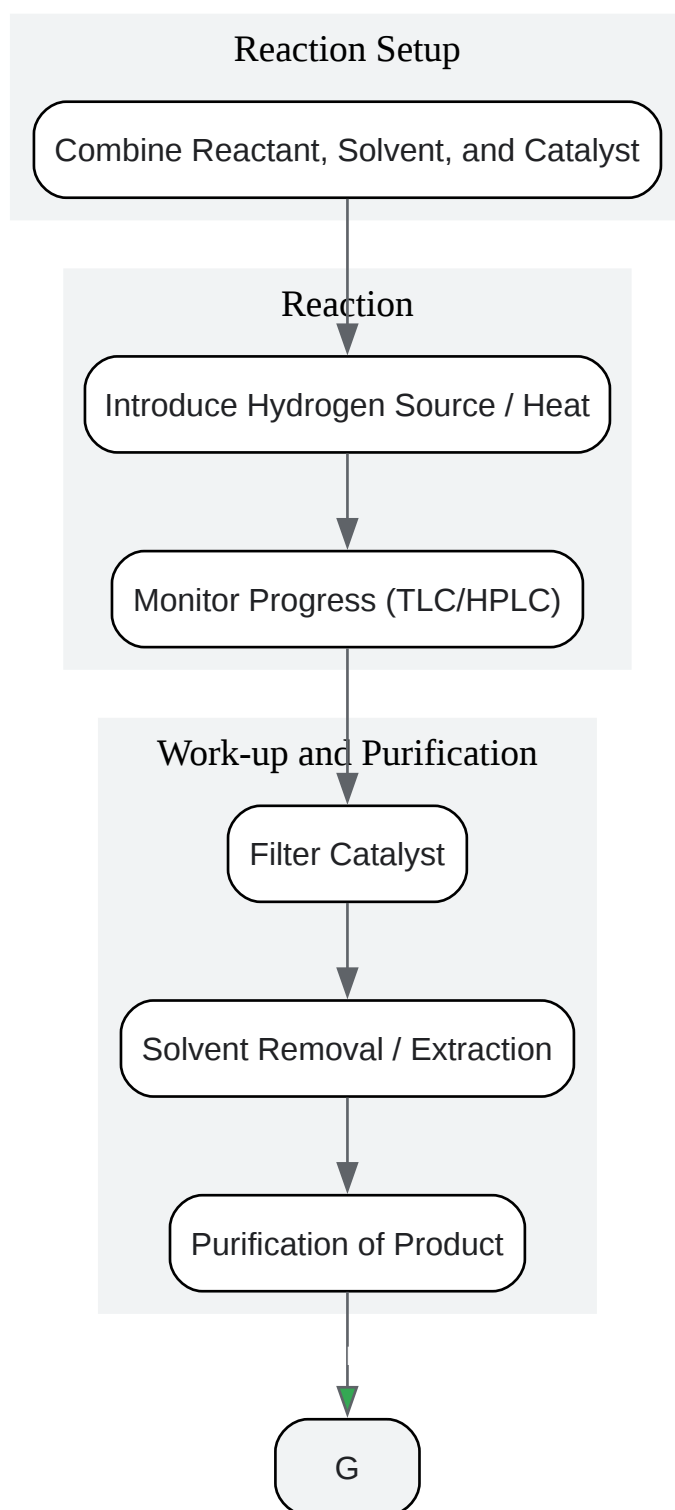 Reaction Setup
Combine Reactant, Solvent, and Catalyst
Reaction
Introduce Hydrogen Source / Heat
Monitor Progress (TLC/HPLC)
Work-up and Purification
Filter Catalyst
Solvent Removal / Extraction
Purification of Product
G